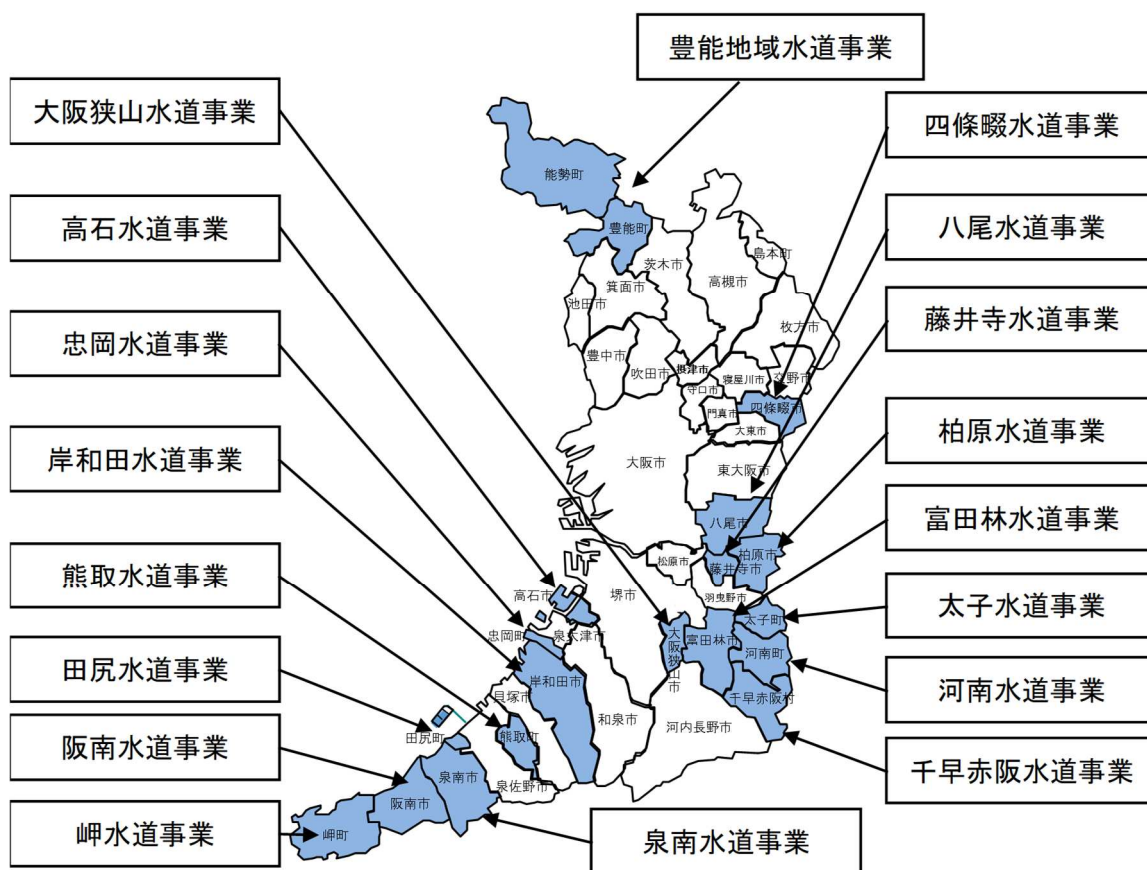 豊能地域水道事業
大阪狭山水道事業
高石水道事業
忠岡水道事業
岸和田水道事業
熊取水道事業
田尻水道事業
阪南水道事業
岬水道事業
四條畷水道事業
八尾水道事業
藤井寺水道事業
柏原水道事業
富田林水道事業
太子水道事業
河南水道事業
千早赤阪水道事業
泉南水道事業
能勢町
豊能町
茨木市
高槻市
島本町
箕面市
池田市
枚方市
豊中市
吹田市
摂津市
寝屋川市
交野市
守口市
門真市
四條畷市
大東市
大阪市
東大阪市
八尾市
松原市
藤井寺市
柏原市
羽曳野市
高石市
堺市
太子町
忠岡町
泉大津市
大阪狭山市
富田林市
河南町
岸和田市
千早赤阪村
貝塚市
和泉市
河内長野市
田尻町
熊取町
泉南市
泉佐野市
阪南市
岬町